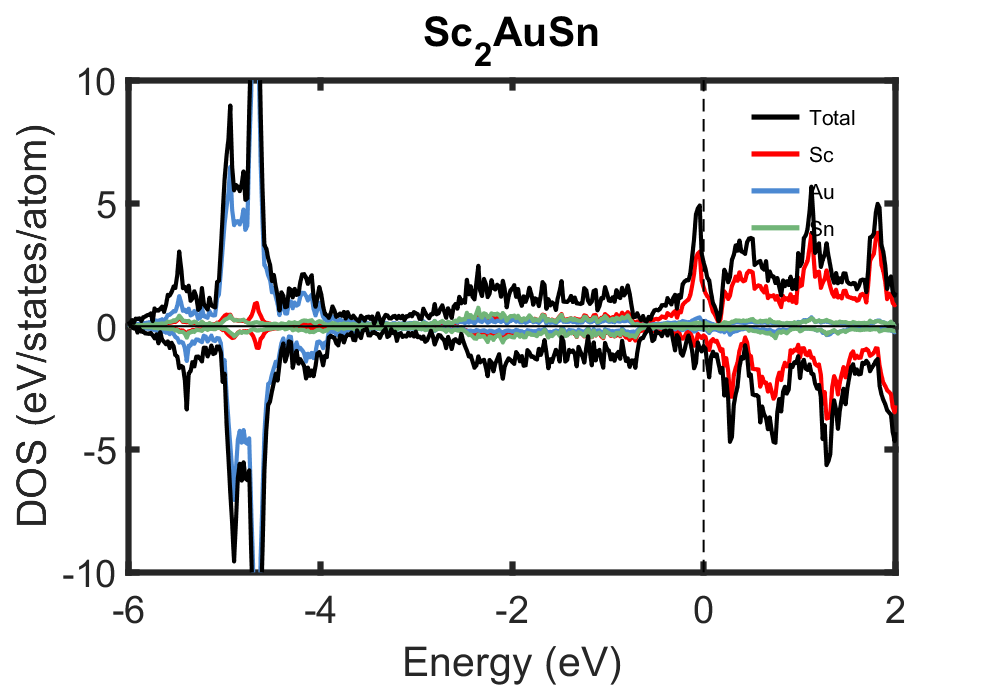 Sc2AuSn
10
5
0
-5
-10
DOS (eV/states/atom)
Total
Sc
Au
Sn
-6 -4 -2 0 2
Energy (eV)